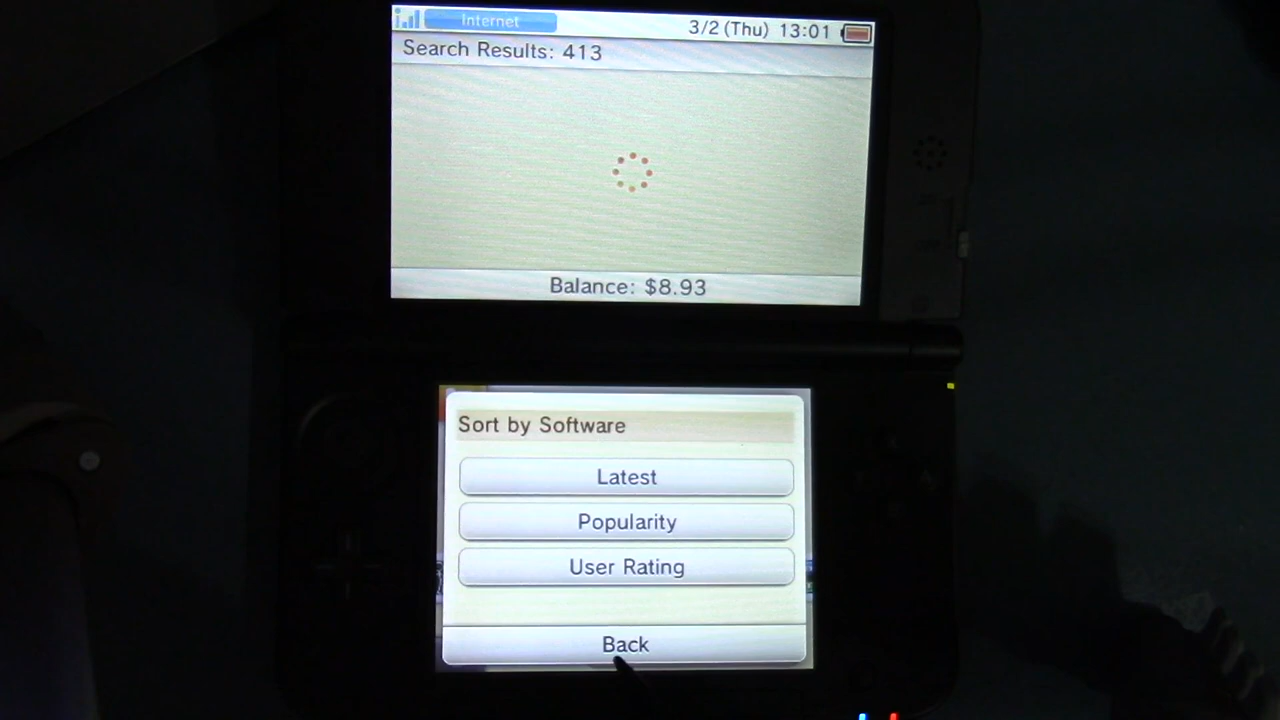 Internet
3/2 (Thu) 13:01
Search Results: 413
Balance: $8.93
Sort by Software
Latest
Popularity
User Rating
Back